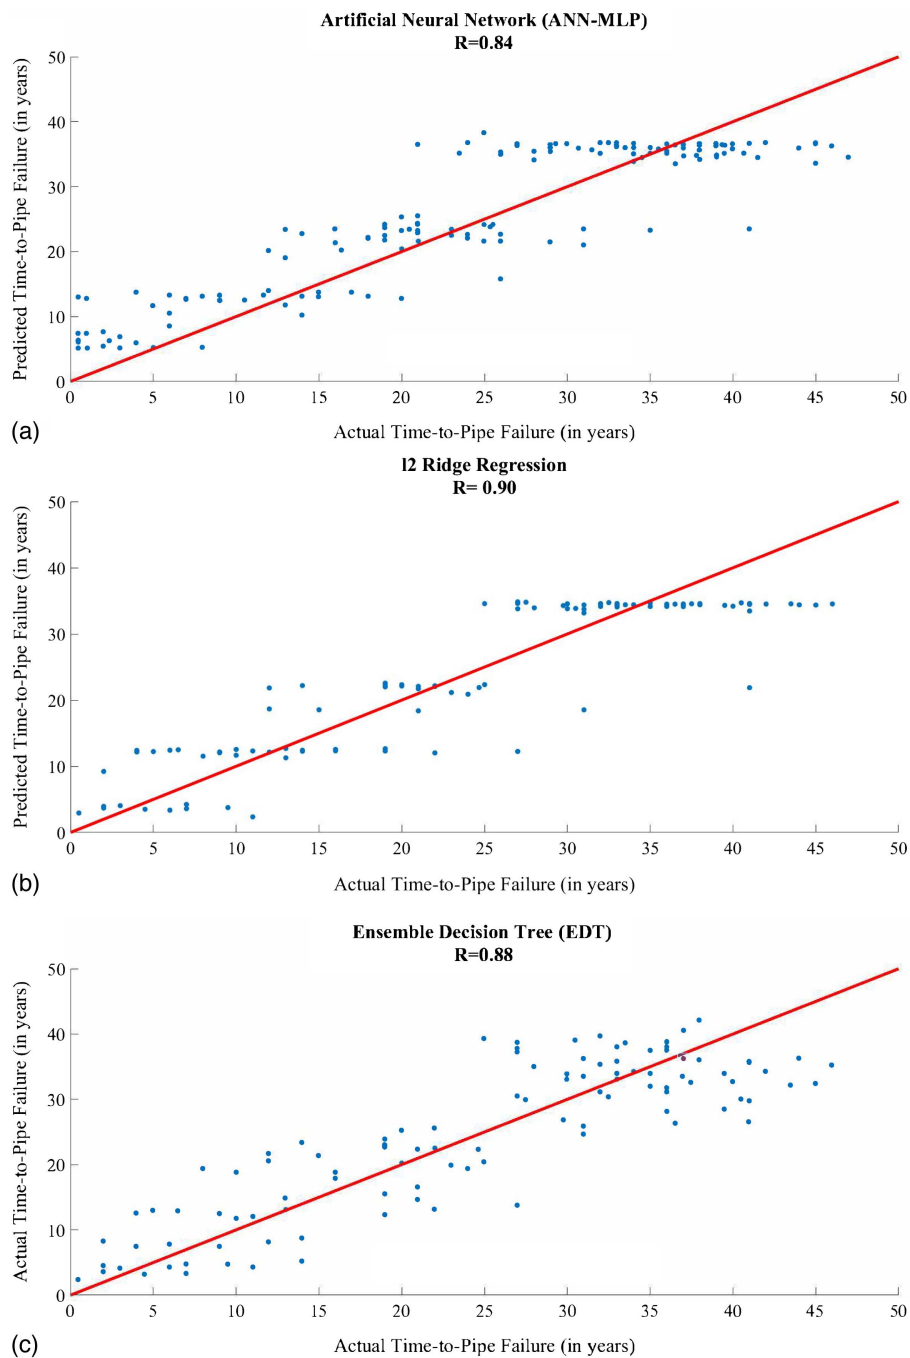 Artificial Neural Network (ANN-MLP)
R=0.84
Predicted Time-to-Pipe Failure (in years)
50
40
30
20
10
0
0 5 10 15 20 25 30 35 40 45 50
(a)
Actual Time-to-Pipe Failure (in years)
l2 Ridge Regression
R= 0.90
Predicted Time-to-Pipe Failure (in years)
50
40
30
20
10
0
0 5 10 15 20 25 30 35 40 45 50
(b)
Actual Time-to-Pipe Failure (in years)
Ensemble Decision Tree (EDT)
R=0.88
Actual Time-to-Pipe Failure (in years)
50
40
30
20
10
0
0 5 10 15 20 25 30 35 40 45 50
(c)
Actual Time-to-Pipe Failure (in years)